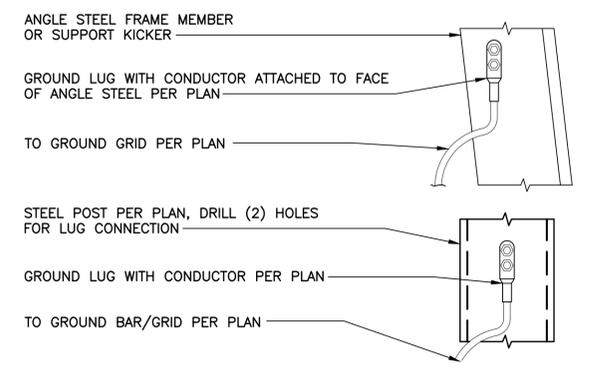 ANGLE STEEL FRAME MEMBER
OR SUPPORT KICKER
GROUND LUG WITH CONDUCTOR ATTACHED TO FACE
OF ANGLE STEEL PER PLAN
TO GROUND GRID PER PLAN
STEEL POST PER PLAN, DRILL (2) HOLES
FOR LUG CONNECTION
GROUND LUG WITH CONDUCTOR PER PLAN
TO GROUND BAR/GRID PER PLAN